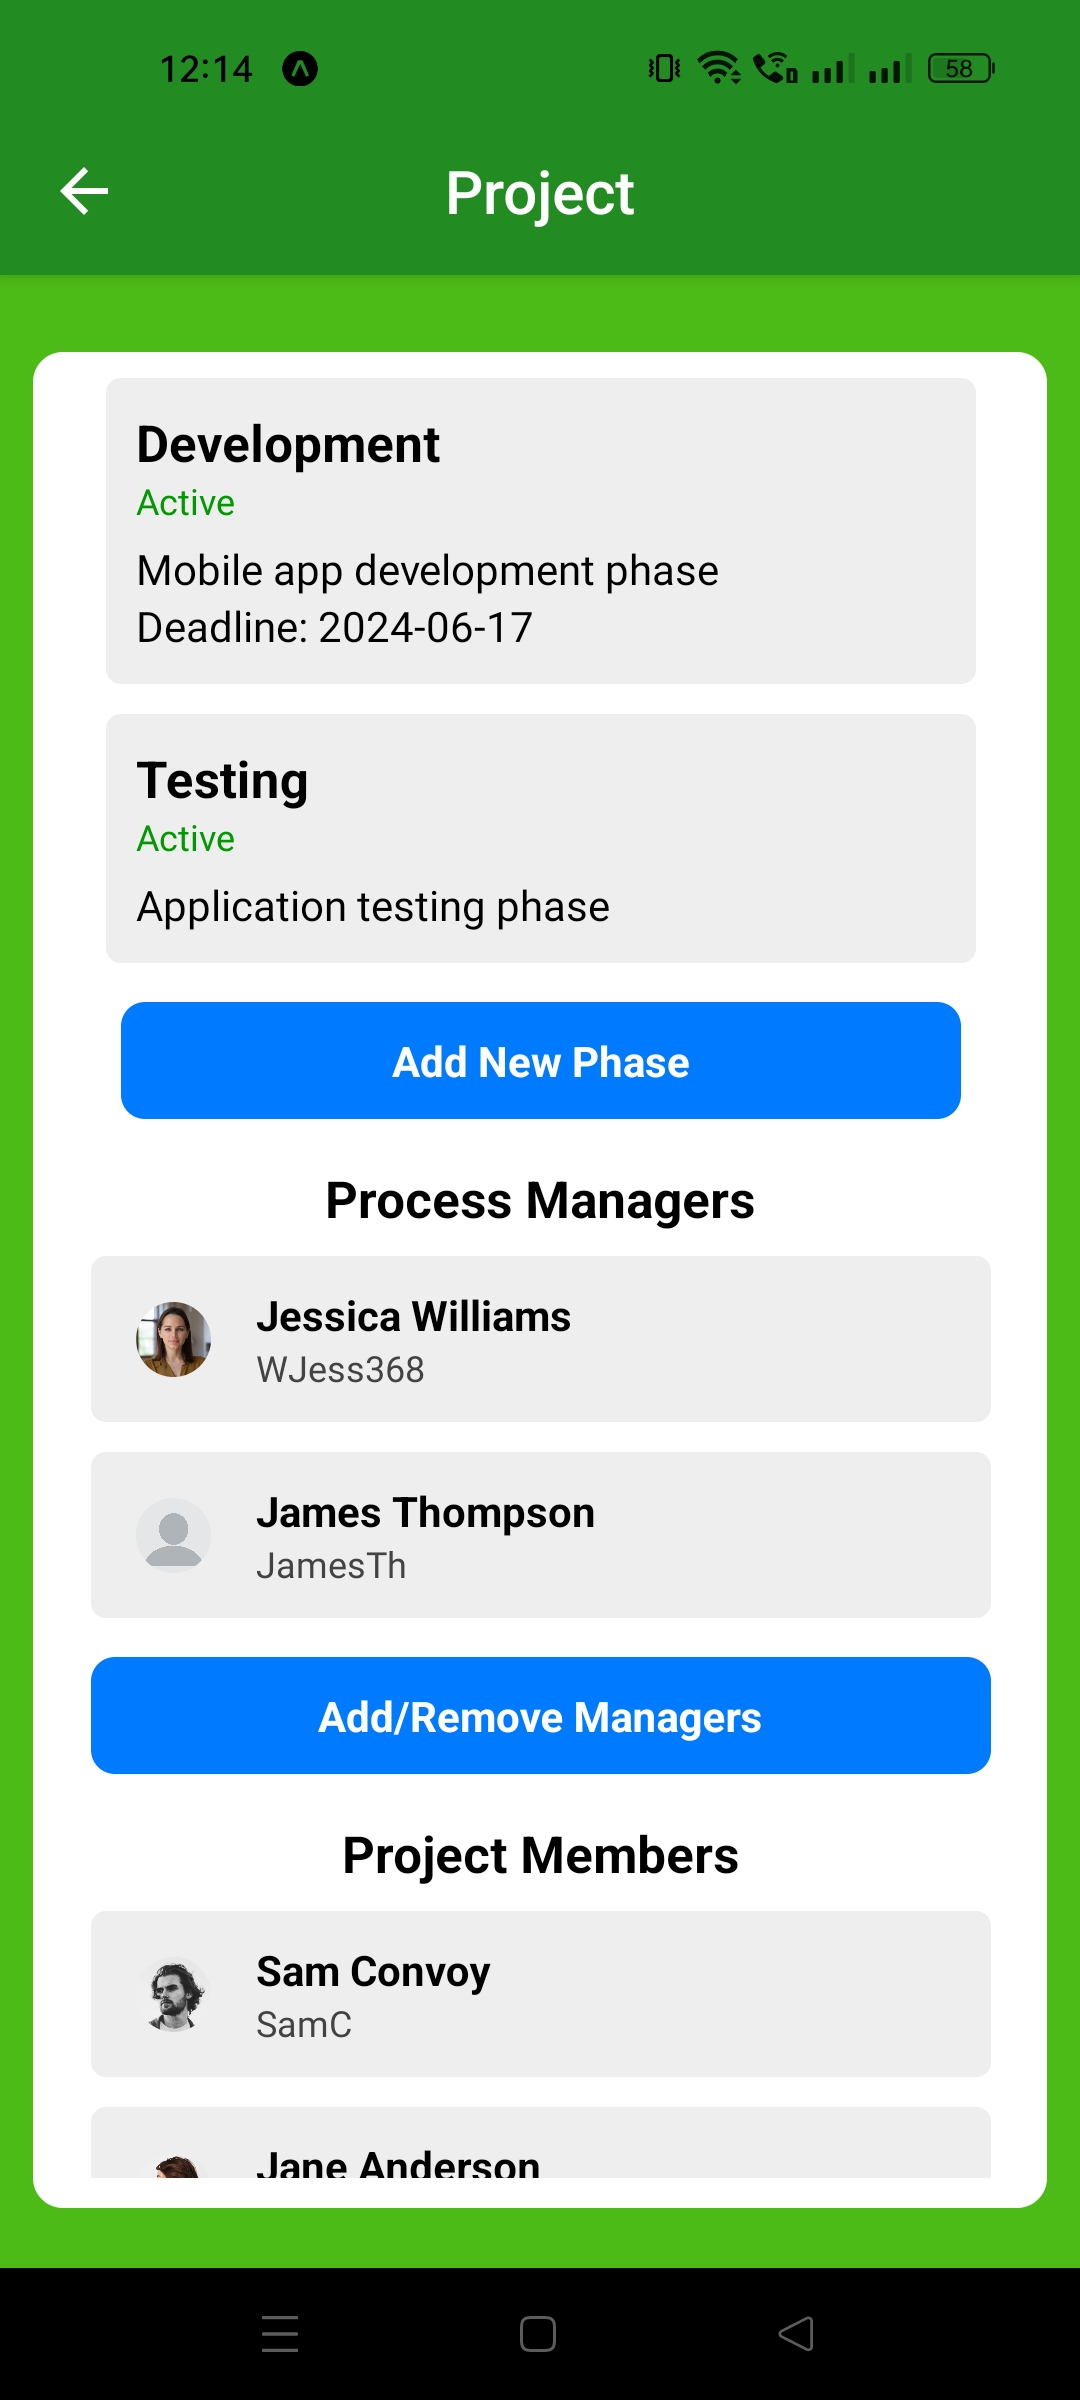 12:14
58
Project
Development
Active
Mobile app development phase
Deadline: 2024-06-17
Testing
Active
Application testing phase
Add New Phase
Process Managers
Jessica Williams
WJess368
James Thompson
JamesTh
Add/Remove Managers
Project Members
Sam Convoy
SamC
Jane Anderson